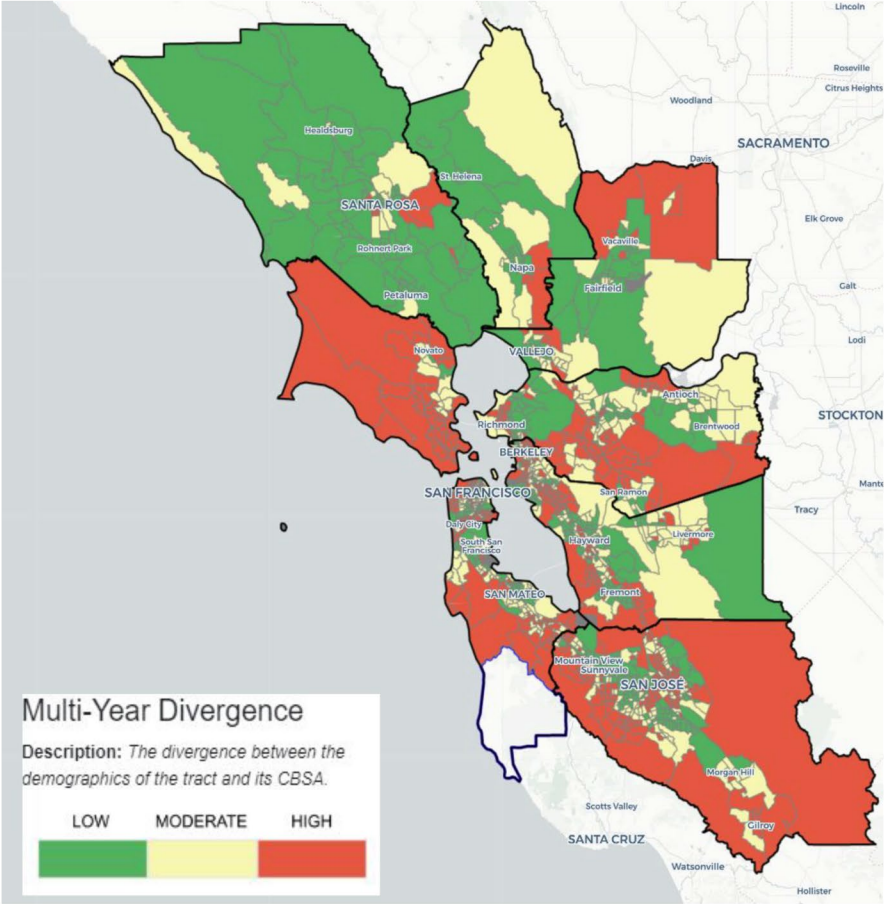 Lincoln
Roseville
Citrus Heights
Woodland
SACRAMENTO
Davis
Healdsburg
St. Helena
SANTA ROSA
Elk Grove
Vacaville
Rohnert Park
Napa
Galt
Fairfield
Petaluma
Lodi
Novato
VALLEJO
Antioch
STOCKTON
Richmond
Brentwood
BERKELEY
Mante
SAN FRANCISCO
San Ramon
Tracy
Daly City
Livermore
South San
Francisco
Hayward
SAN MATEO
Fremont
Mountain View
Sunnyvale
SAN JOSÉ
Multi-Year Divergence
Description: The divergence between the
demographics of the tract and its CBSA.
LOW MODERATE HIGH
Morgan Hill
Scotts Valley
Gilroy
SANTA CRUZ
Watsonville
Hollister